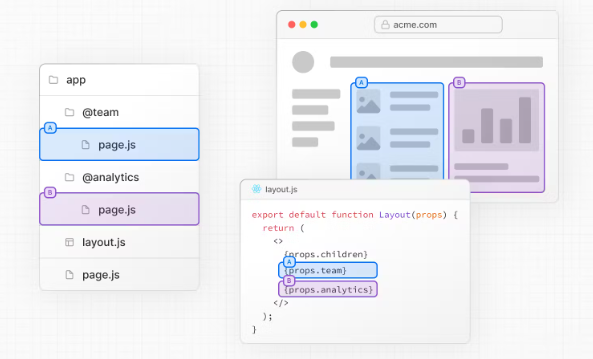 app
@team
A
page.js
@analytics
B
page.js
layout.js
page.js
acme.com
A
B
layout.js
export default function Layout(props) {
return (
<>
{props.children}
A
{props.team}
B
{props.analytics}
</>
);
}